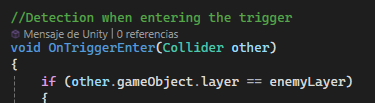 //Detection when entering the trigger
Mensaje de Unity | 0 referencias
void OnTriggerEnter(Collider other)
{
if (other.gameObject.layer == enemyLayer)
{